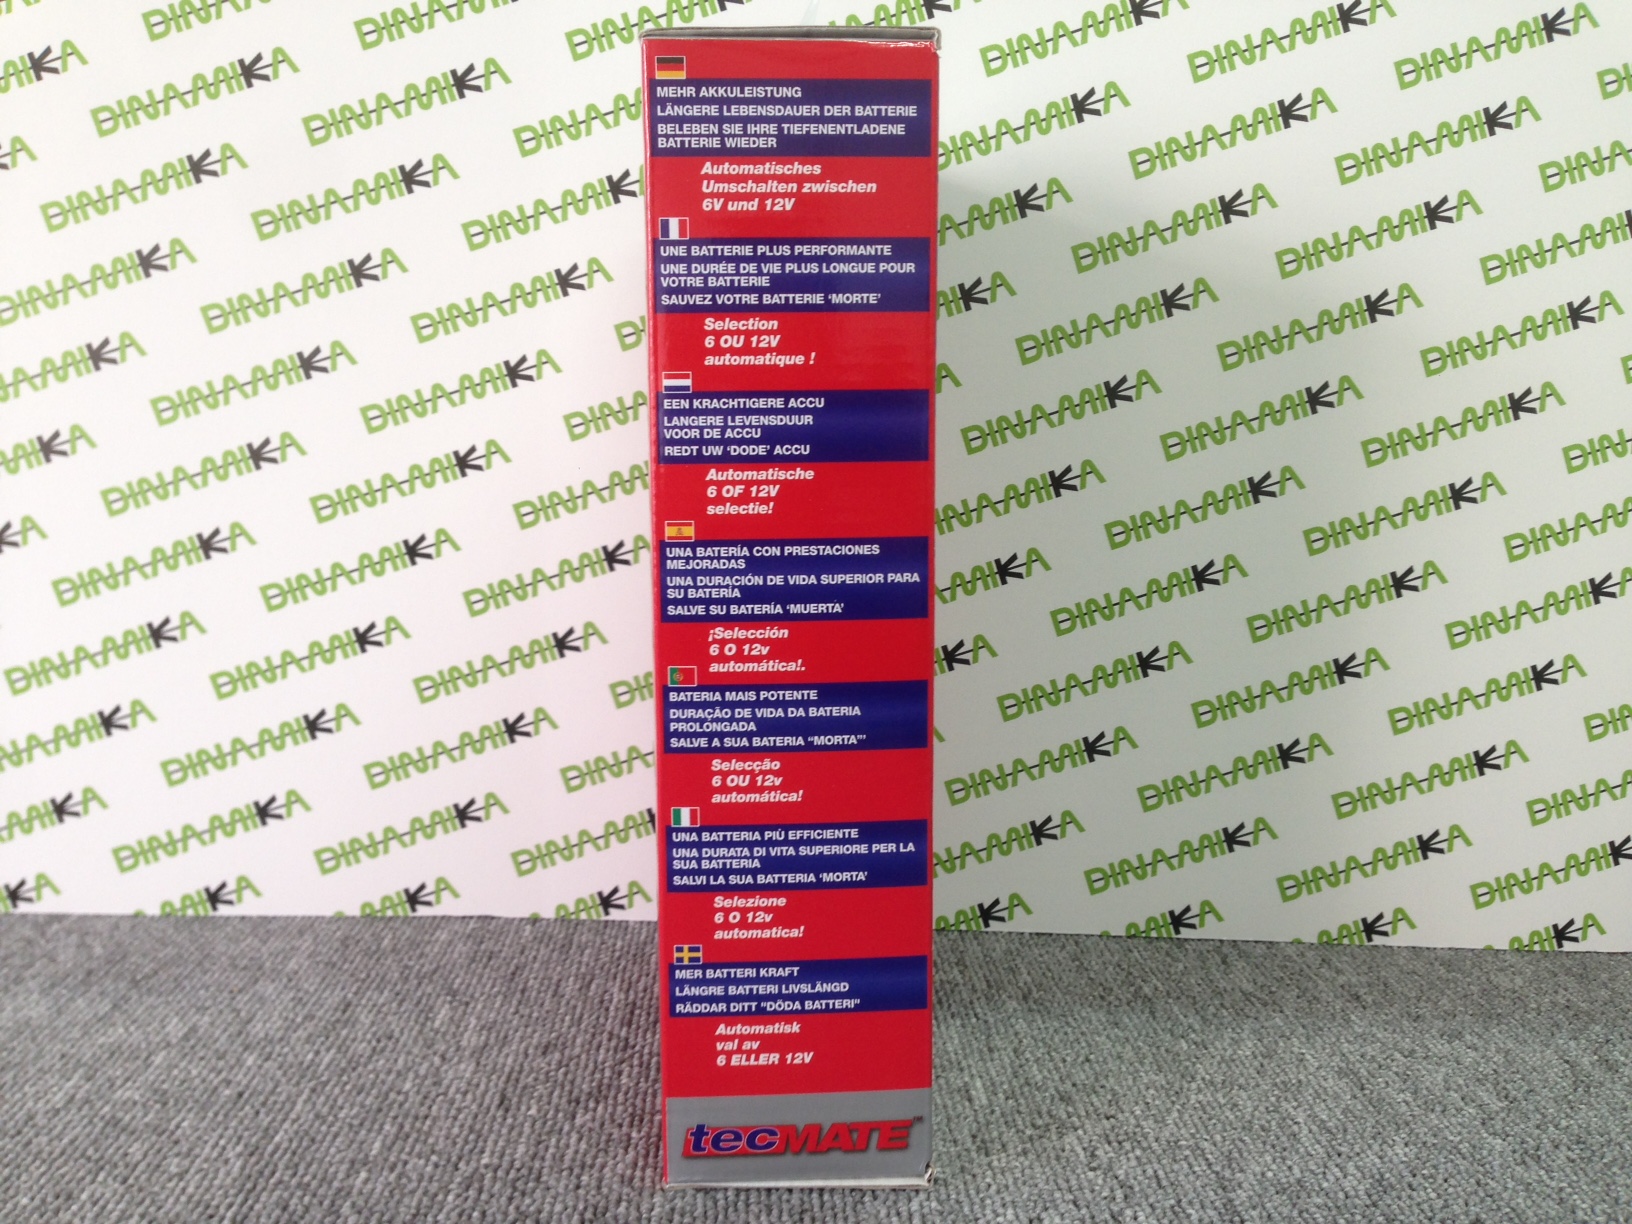 MEHR AKKULEISTUNG
LÄNGERE LEBENSDAUER DER BATTERIE
BELEBEN SIE IHRE TIEFENENTLADENE
BATTERIE WIEDER
Automatisches
Umschalten zwischen
6V und 12V
UNE BATTERIE PLUS PERFORMANTE
UNE DURÉE DE VIE PLUS LONGUE POUR
VOTRE BATTERIE
SAUVEZ VOTRE BATTERIE ‘MORTE’
Selection
6 OU 12V
automatique !
EEN KRACHTIGERE ACCU
LANGERE LEVENSDUUR
VOOR DE ACCU
REDT UW ‘DODE’ ACCU
Automatische
6 OF 12V
selectie!
UNA BATERÍA CON PRESTACIONES
MEJORADAS
UNA DURACIÓN DE VIDA SUPERIOR PARA
SU BATERÍA
SALVE SU BATERÍA ‘MUERTA’
¡Selección
6 O 12v
automática!.
BATERIA MAIS POTENTE
DURAÇÃO DE VIDA DA BATERIA
PROLONGADA
SALVE A SUA BATERIA “MORTA”’
Selecção
6 OU 12v
automática!
UNA BATTERIA PIÙ EFFICIENTE
UNA DURATA DI VITA SUPERIORE PER LA
SUA BATTERIA
SALVI LA SUA BATTERIA ‘MORTA’
Selezione
6 O 12v
automatica!
MER BATTERI KRAFT
LÄNGRE BATTERI LIVSLÄNGD
RÄDDAR DITT "DÖDA BATTERI"
Automatisk
val av
6 ELLER 12V
tecMATE™
DINAMIKA